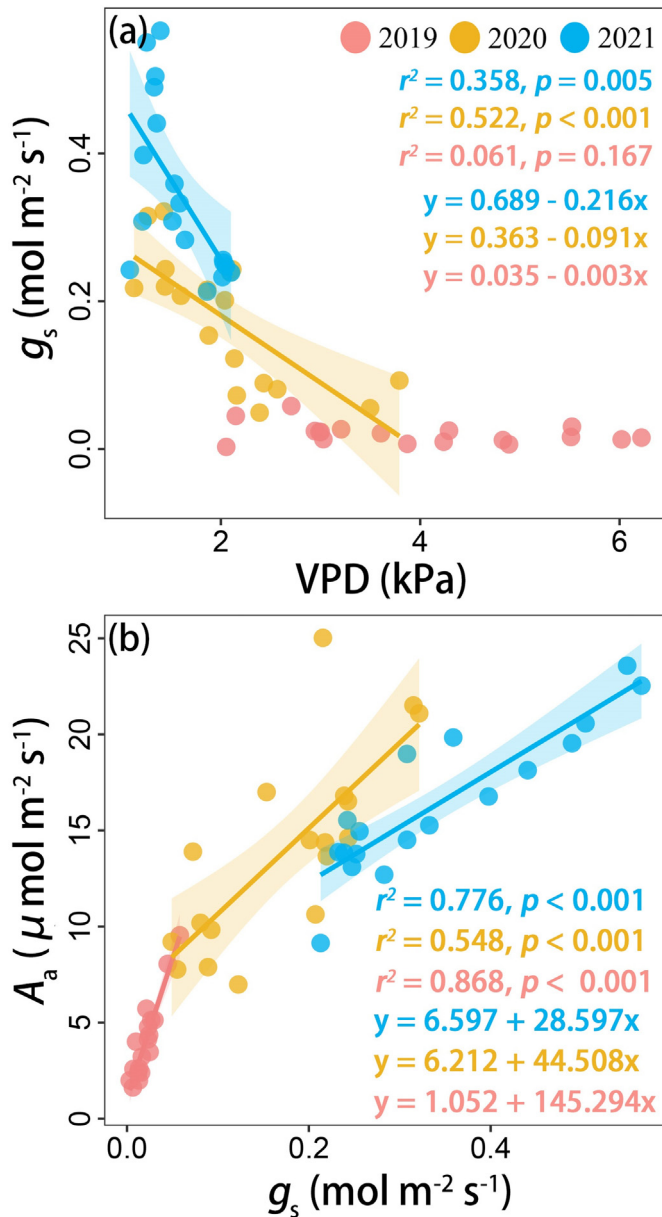 (a)
2019 2020 2021
r² = 0.358, p = 0.005
r² = 0.522, p < 0.001
r² = 0.061, p = 0.167
y = 0.689 - 0.216x
y = 0.363 - 0.091x
y = 0.035 - 0.003x
0.4
0.2
0.0
gs (mol m⁻² s⁻¹)
2 4 6
VPD (kPa)
(b)
25
20
15
10
5
0
Aa (μmol m⁻² s⁻¹)
r² = 0.776, p < 0.001
r² = 0.548, p < 0.001
r² = 0.868, p < 0.001
y = 6.597 + 28.597x
y = 6.212 + 44.508x
y = 1.052 + 145.294x
0.0 0.2 0.4
gs (mol m⁻² s⁻¹)